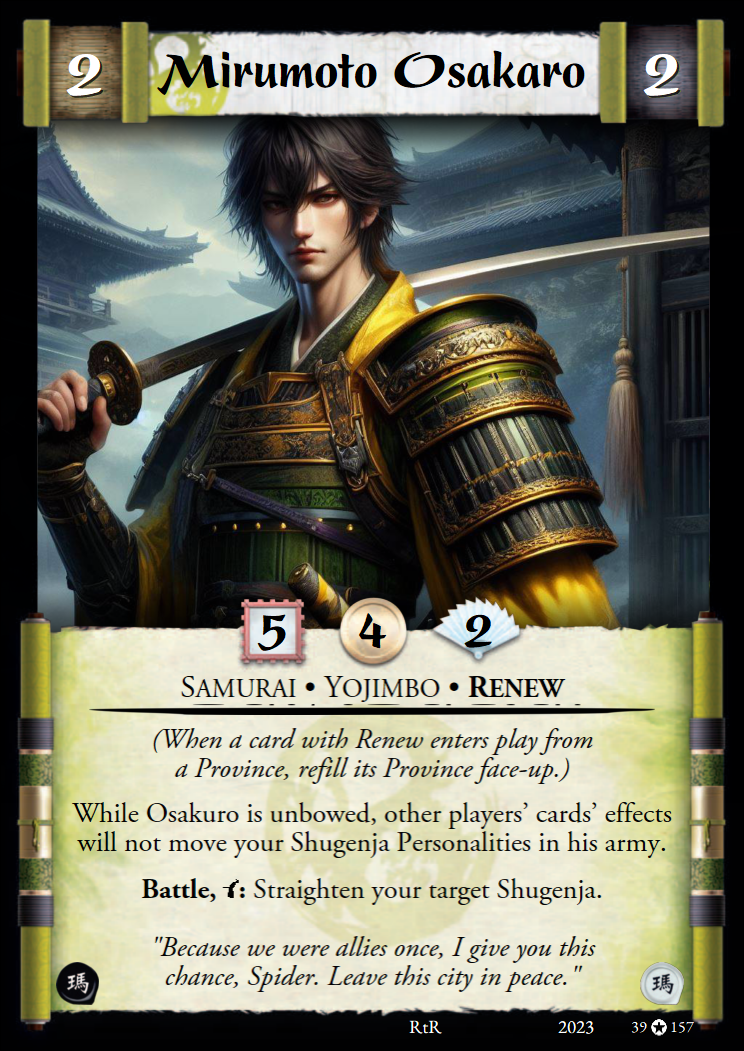 2 Mirumoto Osakaro 2
5 4 2
SAMURAI • YOJIMBO • RENEW
(When a card with Renew enters play from
a Province, refill its Province face-up.)
While Osakuro is unbowed, other players' cards' effects
will not move your Shugenja Personalities in his army.
Battle, : Straighten your target Shugenja.
"Because we were allies once, I give you this
chance, Spider. Leave this city in peace."
瑪 瑪
RtR 2023 39 157